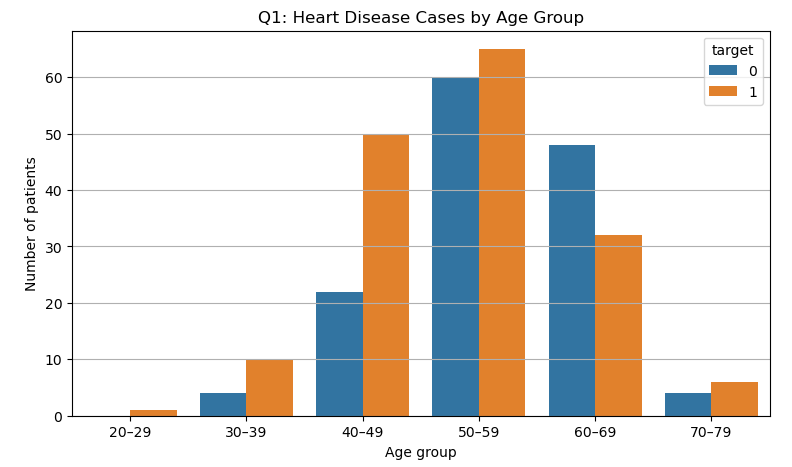 Q1: Heart Disease Cases by Age Group
target
0
1
Number of patients
60
50
40
30
20
10
0
20–29 30–39 40–49 50–59 60–69 70–79
Age group